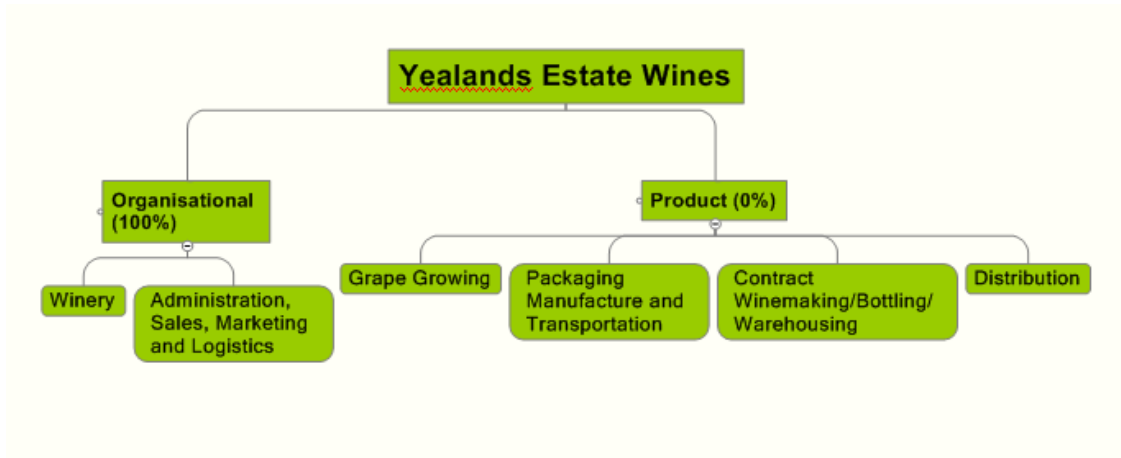 Yealands Estate Wines
Organisational
(100%)
Product (0%)
Winery
Administration,
Sales, Marketing
and Logistics
Grape Growing
Packaging
Manufacture and
Transportation
Contract
Winemaking/Bottling/
Warehousing
Distribution